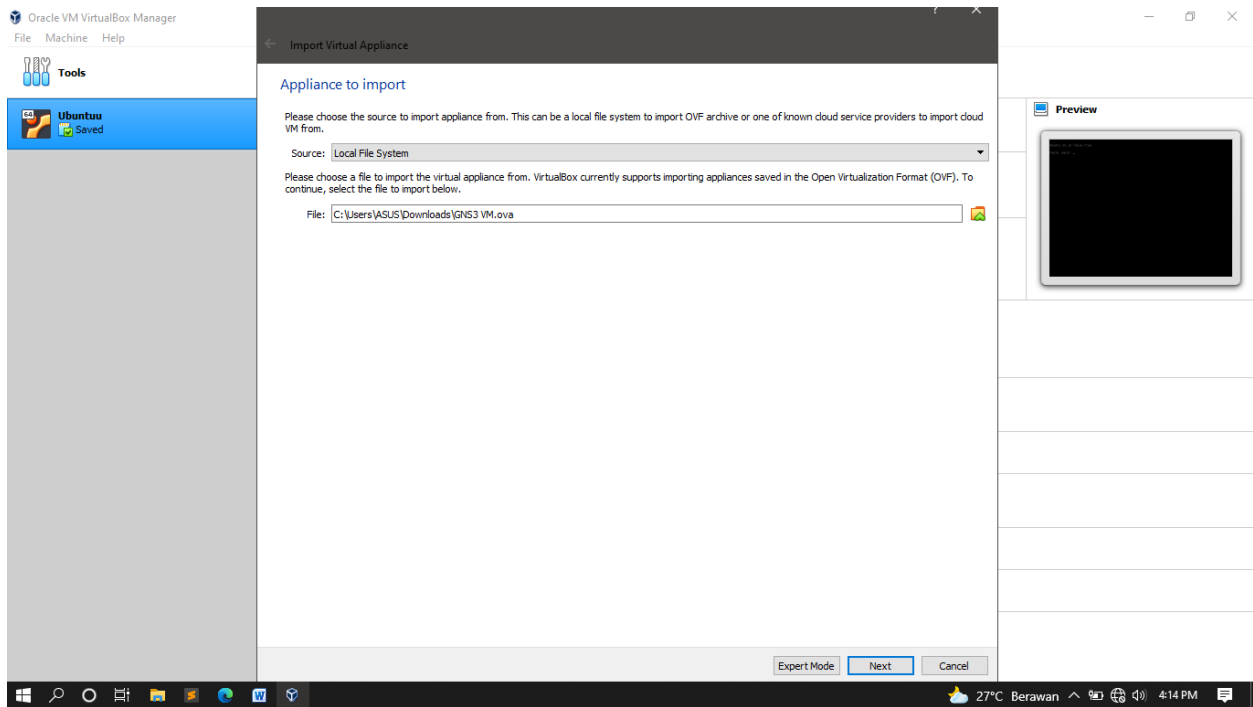 Oracle VM VirtualBox Manager
File Machine Help
Tools
64
Ubuntuu
Saved
?
Import Virtual Appliance
Appliance to import
Please choose the source to import appliance from. This can be a local file system to import OVF archive or one of known cloud service providers to import cloud
VM from.
Source: Local File System
Please choose a file to import the virtual appliance from. VirtualBox currently supports importing appliances saved in the Open Virtualization Format (OVF). To
continue, select the file to import below.
File: C:\Users\ASUS\Downloads\GNS3 VM.ova
Expert Mode Next Cancel
Preview
27°C Berawan 4:14 PM